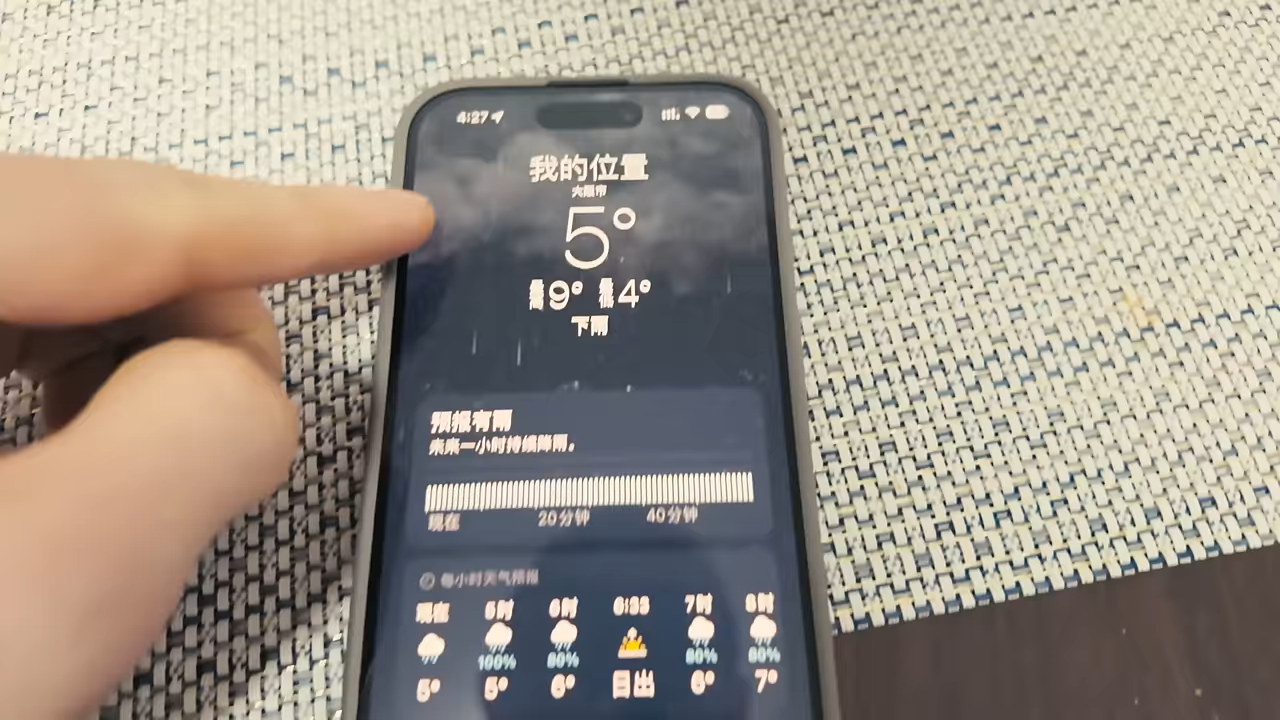 4:27
我的位置
大阪市
5°
最高9° 最低4°
下雨
预报有雨
未来一小时持续降雨。
现在 20分钟 40分钟
每小时天气预报
现在 5时 6时 6:33 7时 8时
100% 80% 80% 80%
5° 5° 6° 日出 6° 7°